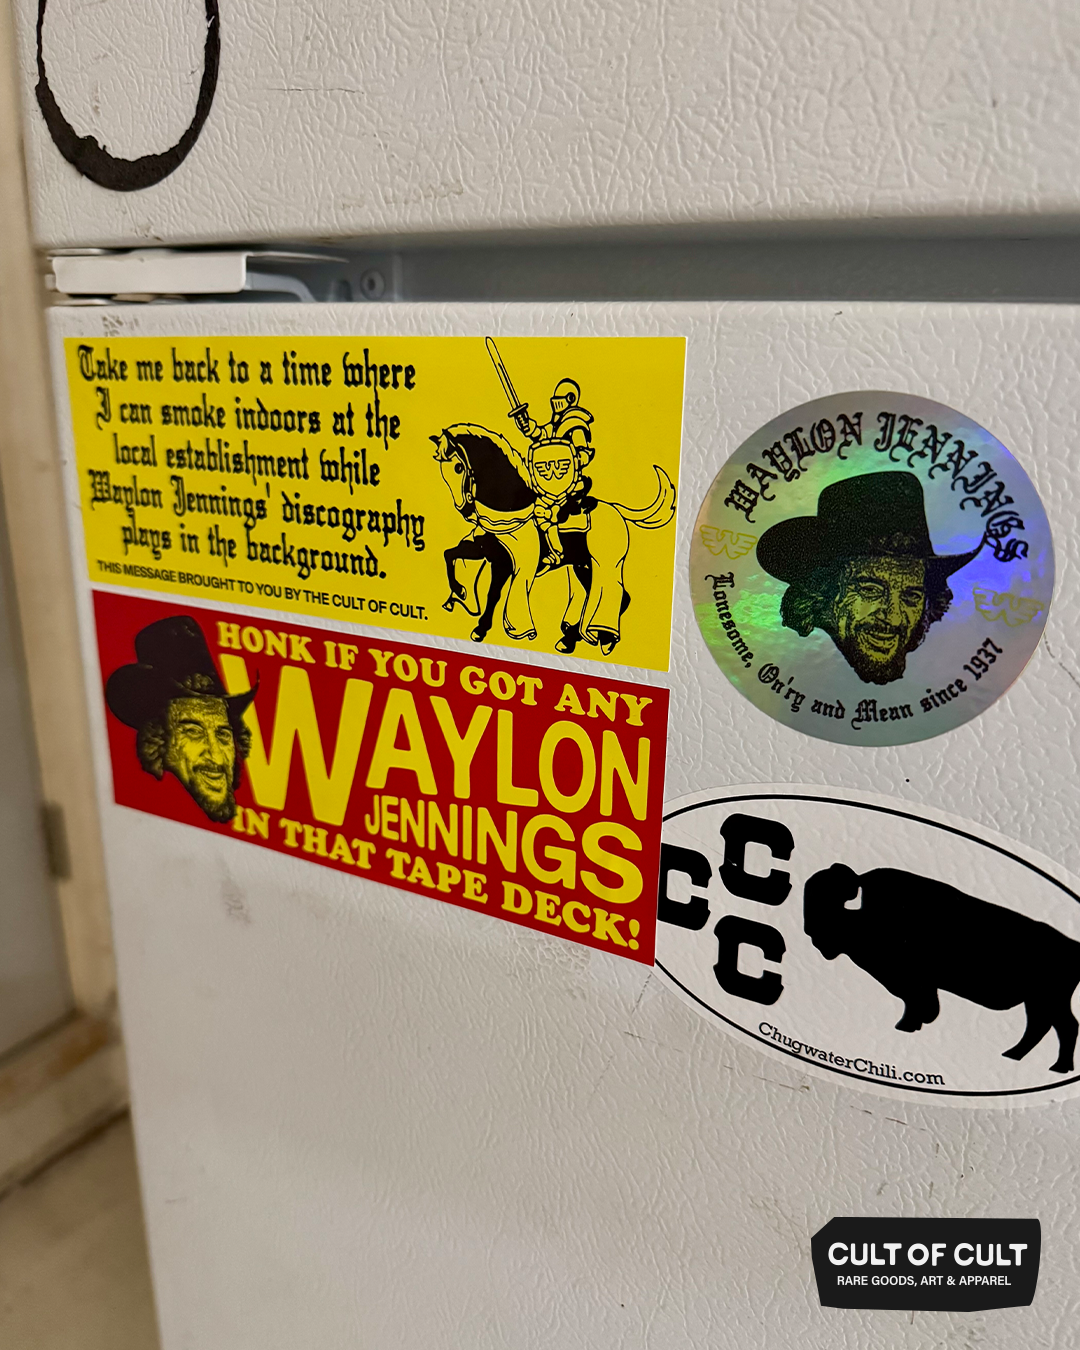 Take me back to a time where
I can smoke indoors at the
local establishment while
Waylon Jennings' discography
plays in the background.
THIS MESSAGE BROUGHT TO YOU BY THE CULT OF CULT.
HONK IF YOU GOT ANY
WAYLON
JENNINGS
IN THAT TAPE DECK!
WAYLON JENNINGS
Lonesome, On'ry and Mean since 1937
C
C
C
ChugwaterChili.com
CULT OF CULT
RARE GOODS, ART & APPAREL